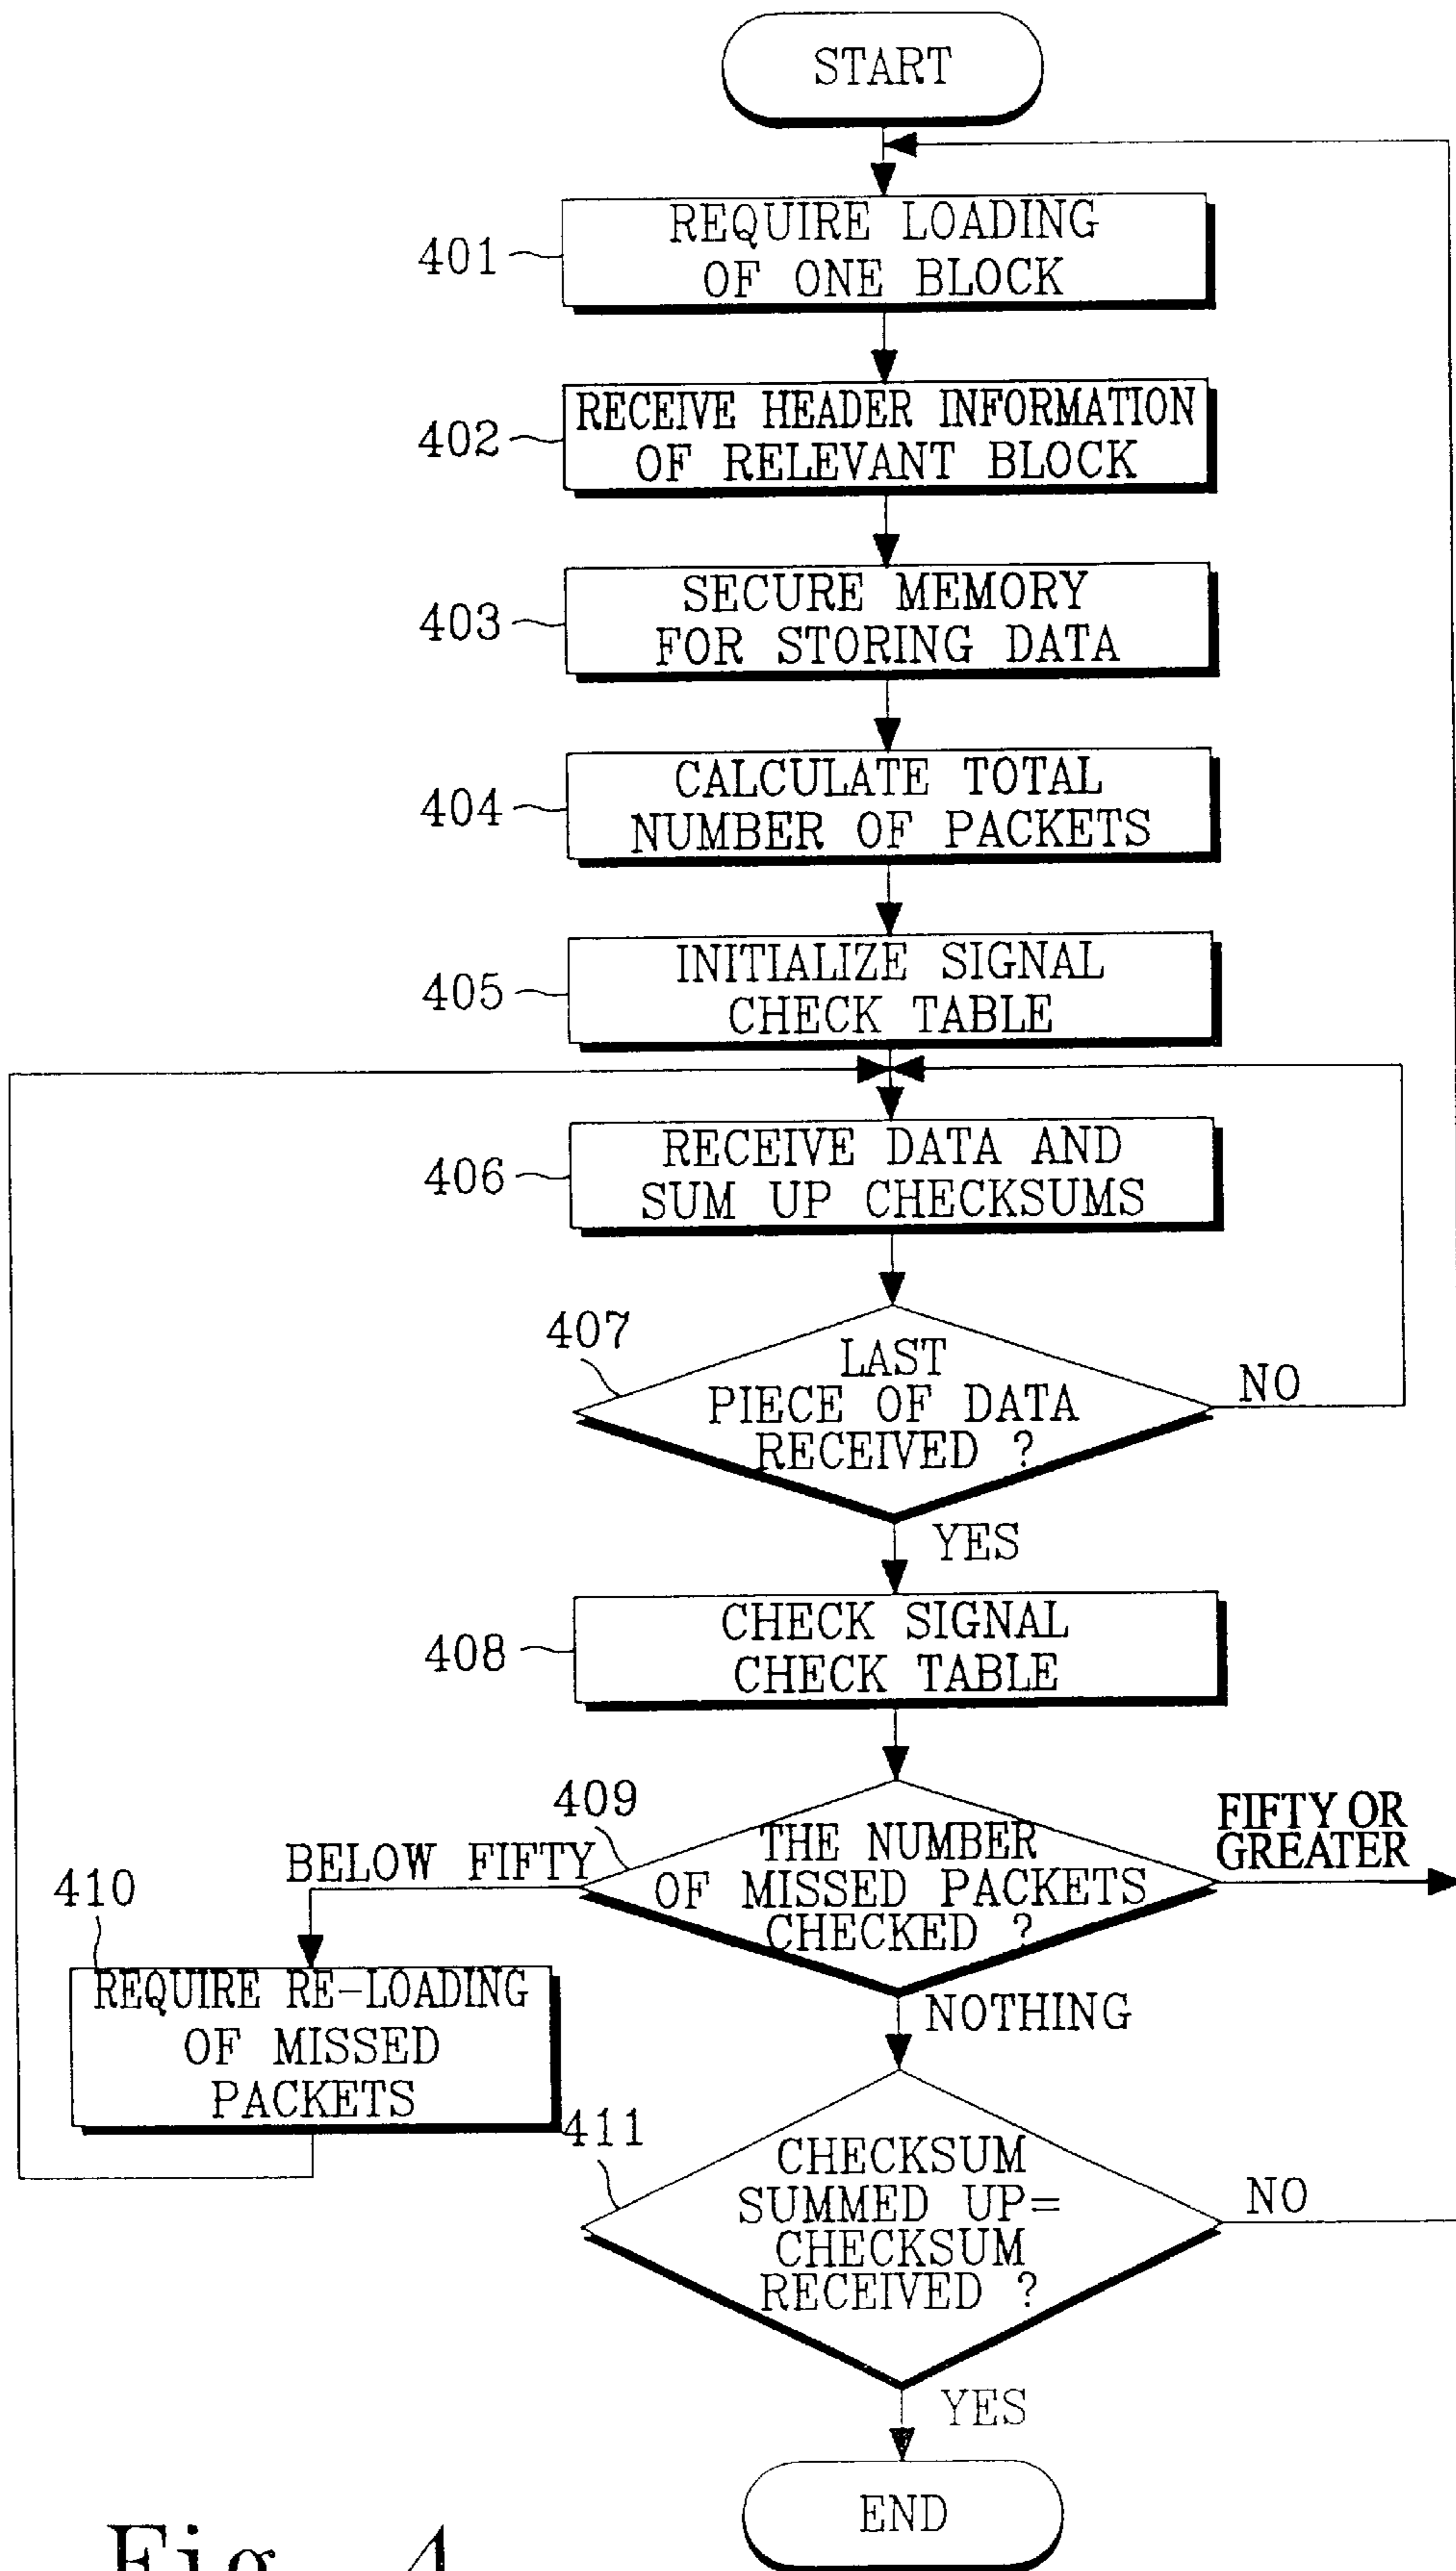 START
401
REQUIRE LOADING
OF ONE BLOCK
402
RECEIVE HEADER INFORMATION
OF RELEVANT BLOCK
403
SECURE MEMORY
FOR STORING DATA
404
CALCULATE TOTAL
NUMBER OF PACKETS
405
INITIALIZE SIGNAL
CHECK TABLE
406
RECEIVE DATA AND
SUM UP CHECKSUMS
407
LAST
PIECE OF DATA
RECEIVED ?
NO
YES
408
CHECK SIGNAL
CHECK TABLE
409
THE NUMBER
OF MISSED PACKETS
CHECKED ?
FIFTY OR
GREATER
BELOW FIFTY
410
REQUIRE RE-LOADING
OF MISSED
PACKETS
NOTHING
411
CHECKSUM
SUMMED UP=
CHECKSUM
RECEIVED ?
NO
YES
END
Fig. 4